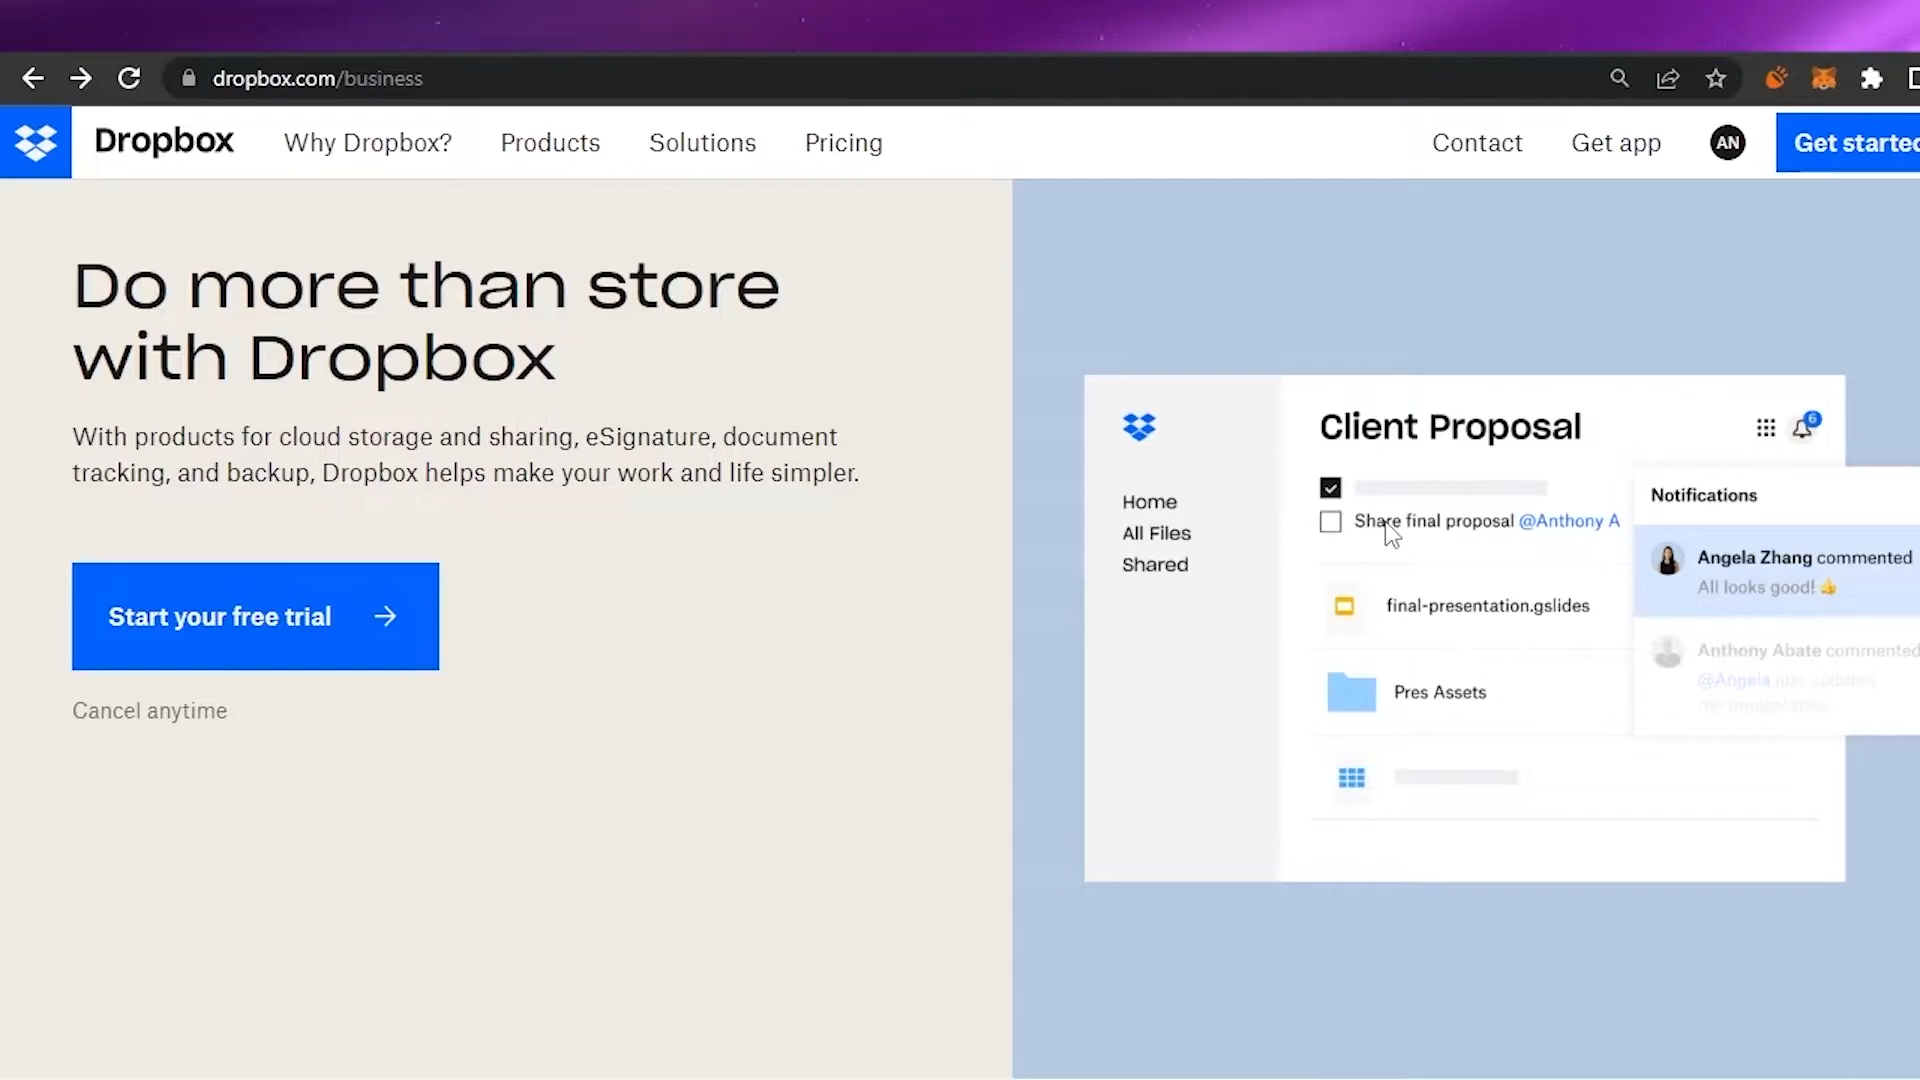 dropbox.com/business
Dropbox
Why Dropbox?
Products
Solutions
Pricing
Contact
Get app
AN
Get started
Do more than store
with Dropbox
With products for cloud storage and sharing, eSignature, document
tracking, and backup, Dropbox helps make your work and life simpler.
Start your free trial
Cancel anytime
Client Proposal
6
Home
All Files
Shared
Share final proposal @Anthony A
final-presentation.gslides
Pres Assets
Notifications
Angela Zhang commented
All looks good! 👍
Anthony Abate commented
@Angela just